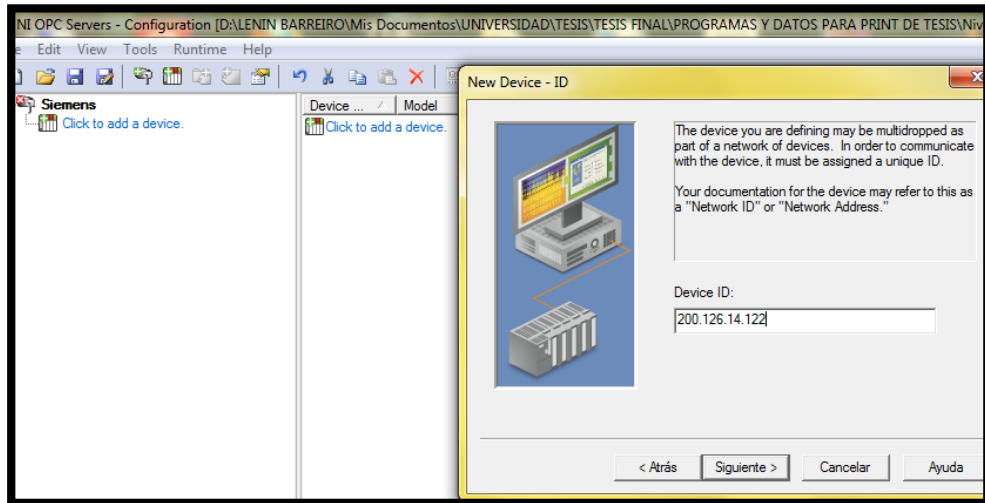 NI OPC Servers - Configuration [D:\LENIN BARREIRO\Mis Documentos\UNIVERSIDAD\TESIS\TESIS FINAL\PROGRAMAS Y DATOS PARA PRINT DE TESIS\Niv
e Edit View Tools Runtime Help
Siemens
Click to add a device.
Device ... Model
Click to add a device.
New Device - ID
The device you are defining may be multidropped as
part of a network of devices. In order to communicate
with the device, it must be assigned a unique ID.
Your documentation for the device may refer to this as
a "Network ID" or "Network Address."
Device ID:
200.126.14.122
< Atrás Siguiente > Cancelar Ayuda